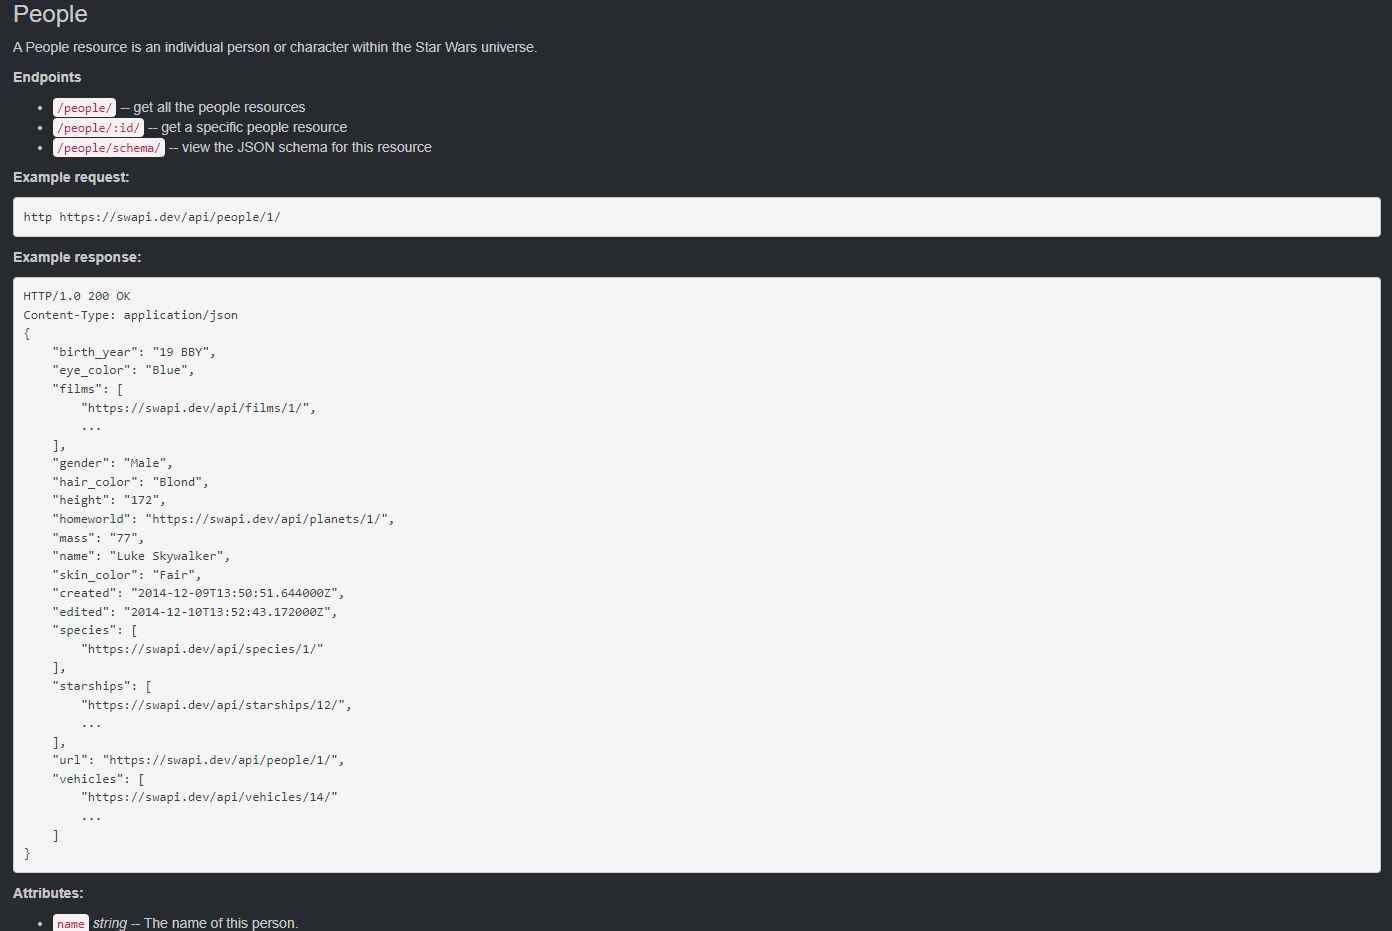 People
A People resource is an individual person or character within the Star Wars universe.
Endpoints
• /people/ -- get all the people resources
• /people/:id/ -- get a specific people resource
• /people/schema/ -- view the JSON schema for this resource
Example request:
http https://swapi.dev/api/people/1/
Example response:
HTTP/1.0 200 OK
Content-Type: application/json
{
    "birth_year": "19 BBY",
    "eye_color": "Blue",
    "films": [
        "https://swapi.dev/api/films/1/",
        ...
    ],
    "gender": "Male",
    "hair_color": "Blond",
    "height": "172",
    "homeworld": "https://swapi.dev/api/planets/1/",
    "mass": "77",
    "name": "Luke Skywalker",
    "skin_color": "Fair",
    "created": "2014-12-09T13:50:51.644000Z",
    "edited": "2014-12-10T13:52:43.172000Z",
    "species": [
        "https://swapi.dev/api/species/1/"
    ],
    "starships": [
        "https://swapi.dev/api/starships/12/",
        ...
    ],
    "url": "https://swapi.dev/api/people/1/",
    "vehicles": [
        "https://swapi.dev/api/vehicles/14/"
        ...
    ]
}
Attributes:
• name string -- The name of this person.